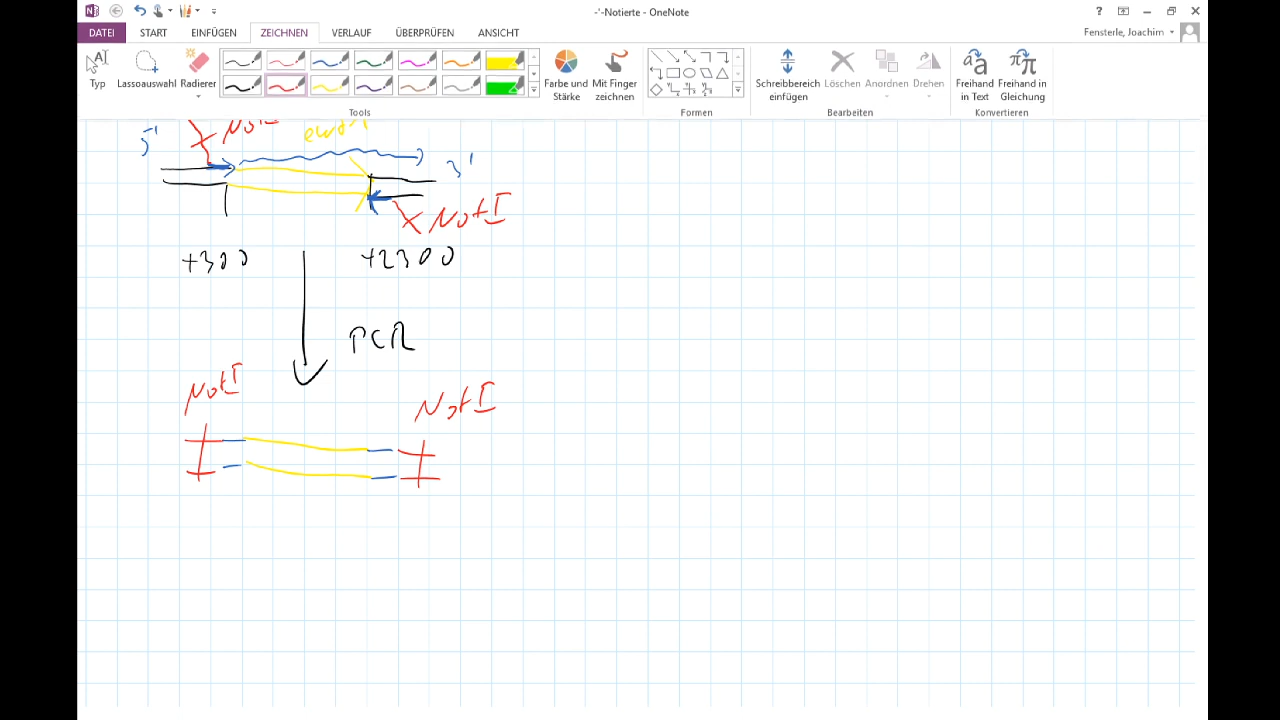 -'-Notierte - OneNote
?
DATEI START EINFÜGEN ZEICHNEN VERLAUF ÜBERPRÜFEN ANSICHT
Fensterle, Joachim
Typ Lassoauswahl Radierer Farbe und Stärke Mit Finger zeichnen Schreibbereich einfügen Löschen Anordnen Drehen Freihand in Text Freihand in Gleichung
Tools Formen Bearbeiten Konvertieren
5' NotI
3'
NotI
+300 +2300
PCR
NotI NotI